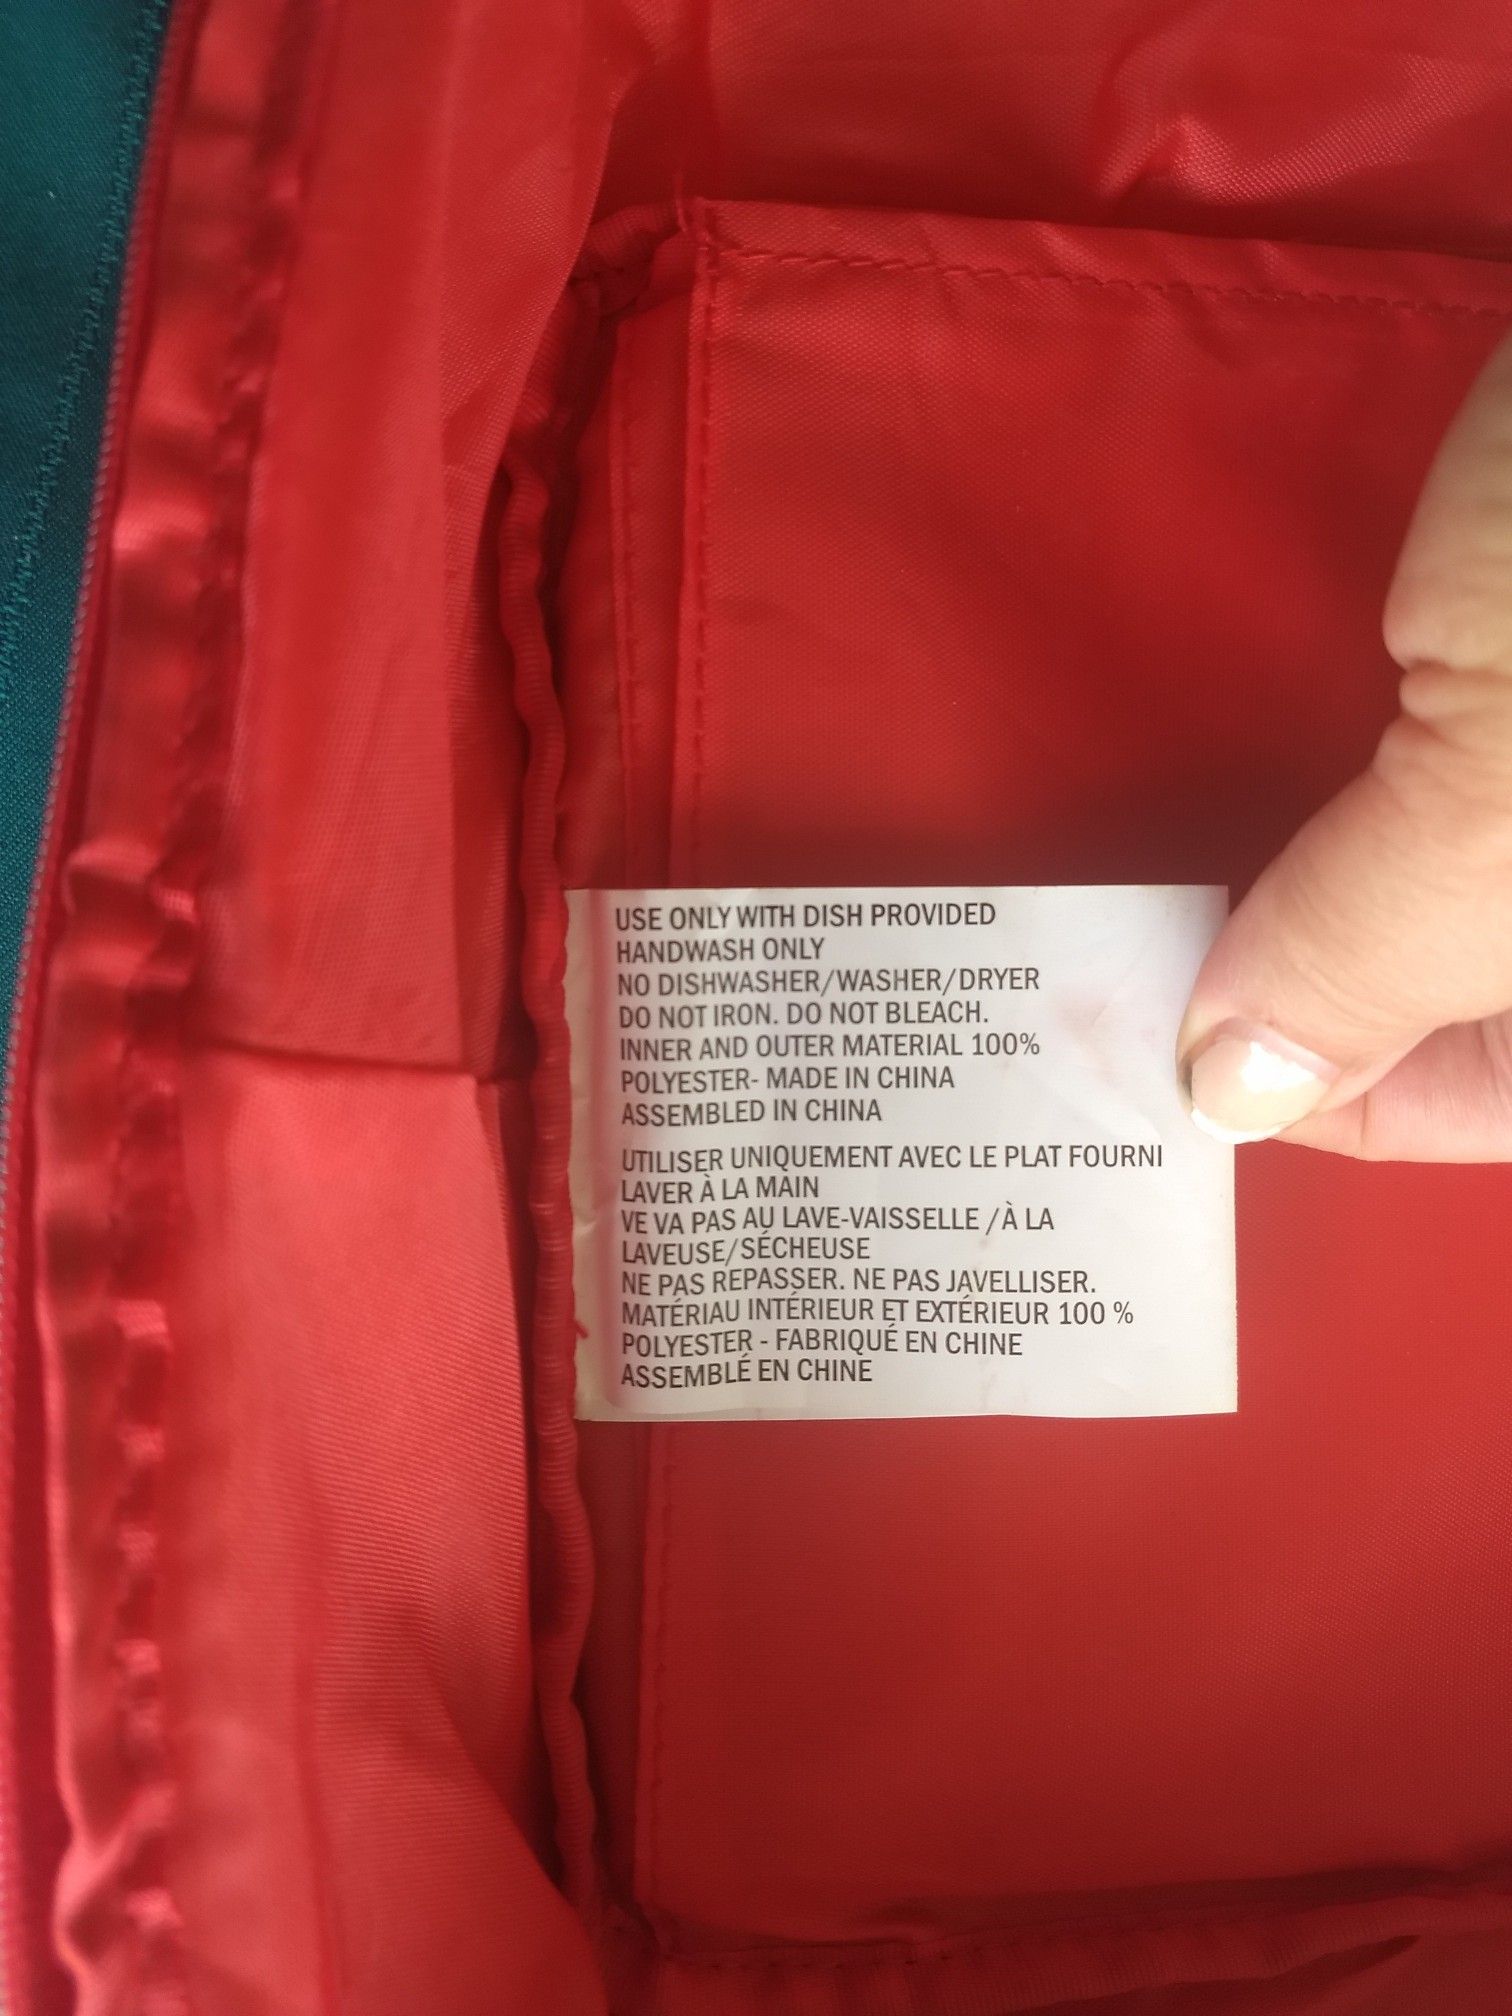 USE ONLY WITH DISH PROVIDED
HANDWASH ONLY
NO DISHWASHER/WASHER/DRYER
DO NOT IRON. DO NOT BLEACH.
INNER AND OUTER MATERIAL 100%
POLYESTER- MADE IN CHINA
ASSEMBLED IN CHINA
UTILISER UNIQUEMENT AVEC LE PLAT FOURNI
LAVER À LA MAIN
VE VA PAS AU LAVE-VAISSELLE /À LA
LAVEUSE/SÉCHEUSE
NE PAS REPASSER. NE PAS JAVELLISER.
MATÉRIAU INTÉRIEUR ET EXTÉRIEUR 100 %
POLYESTER - FABRIQUÉ EN CHINE
ASSEMBLÉ EN CHINE